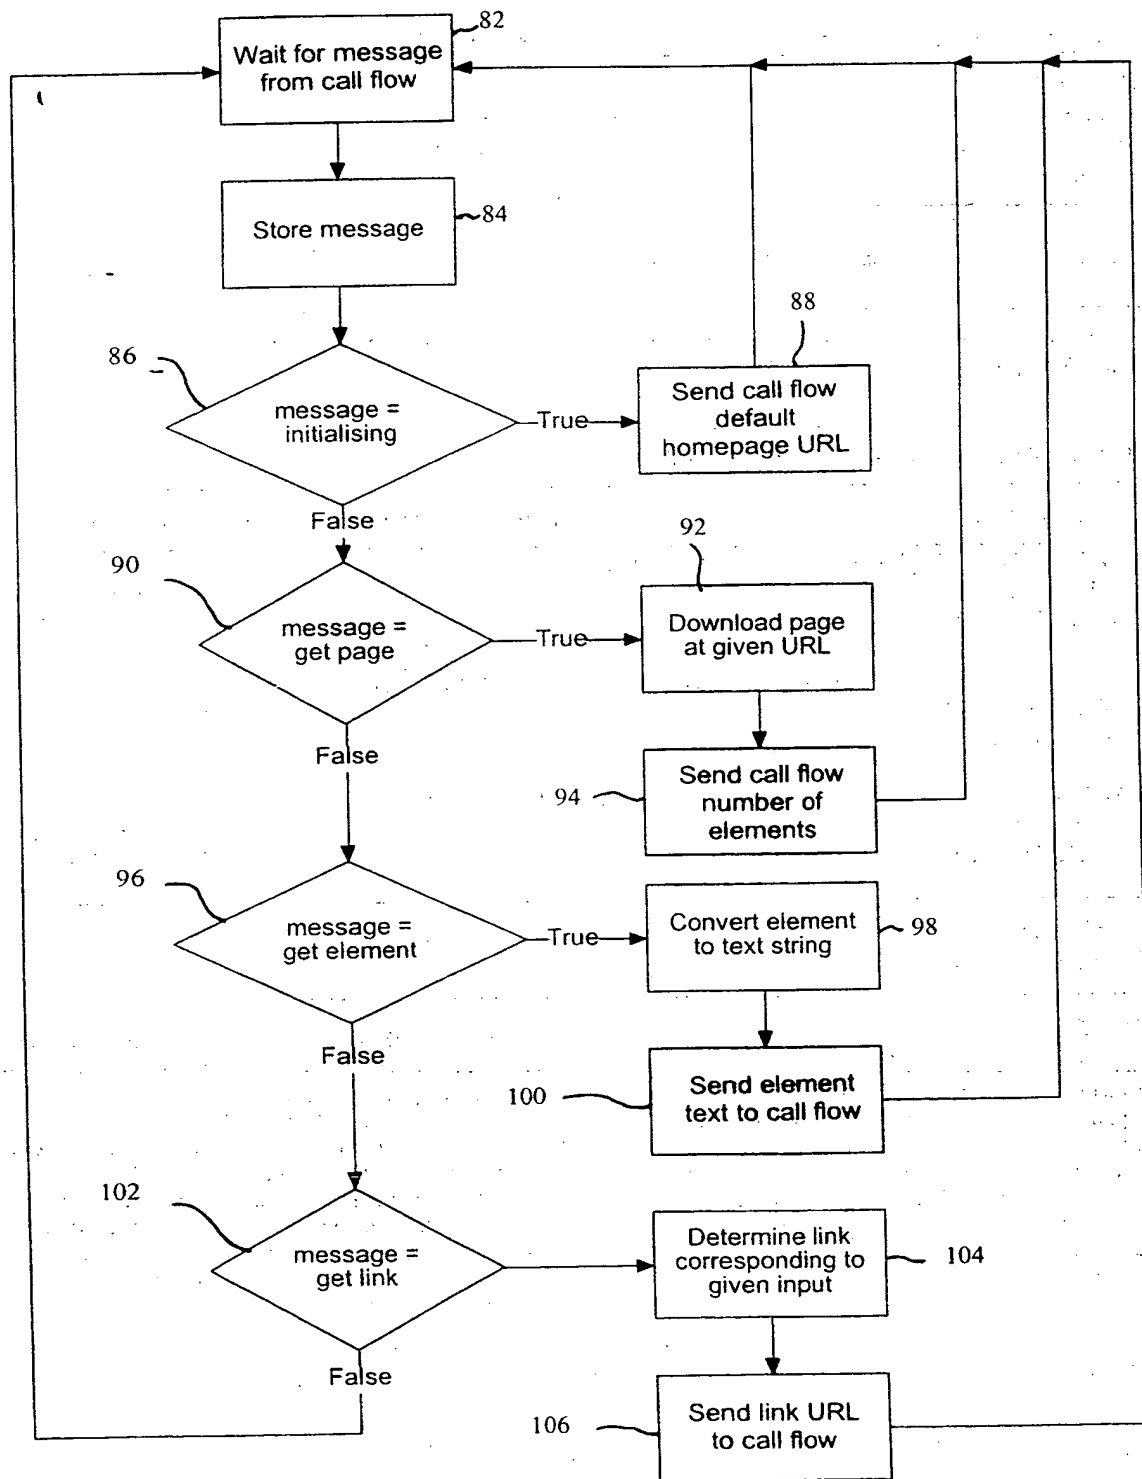 82
Wait for message
from call flow
Store message
84
86
message =
initialising
True
88
Send call flow
default
homepage URL
False
90
message =
get page
True
92
Download page
at given URL
False
94
Send call flow
number of
elements
96
message =
get element
True
Convert element
to text string
98
False
100
Send element
text to call flow
102
message =
get link
Determine link
corresponding to
given input
104
False
106
Send link URL
to call flow